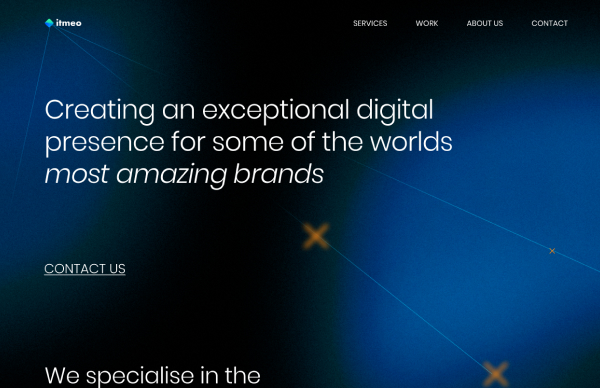 itmeo
SERVICES
WORK
ABOUT US
CONTACT
Creating an exceptional digital
presence for some of the worlds
most amazing brands
CONTACT US
We specialise in the